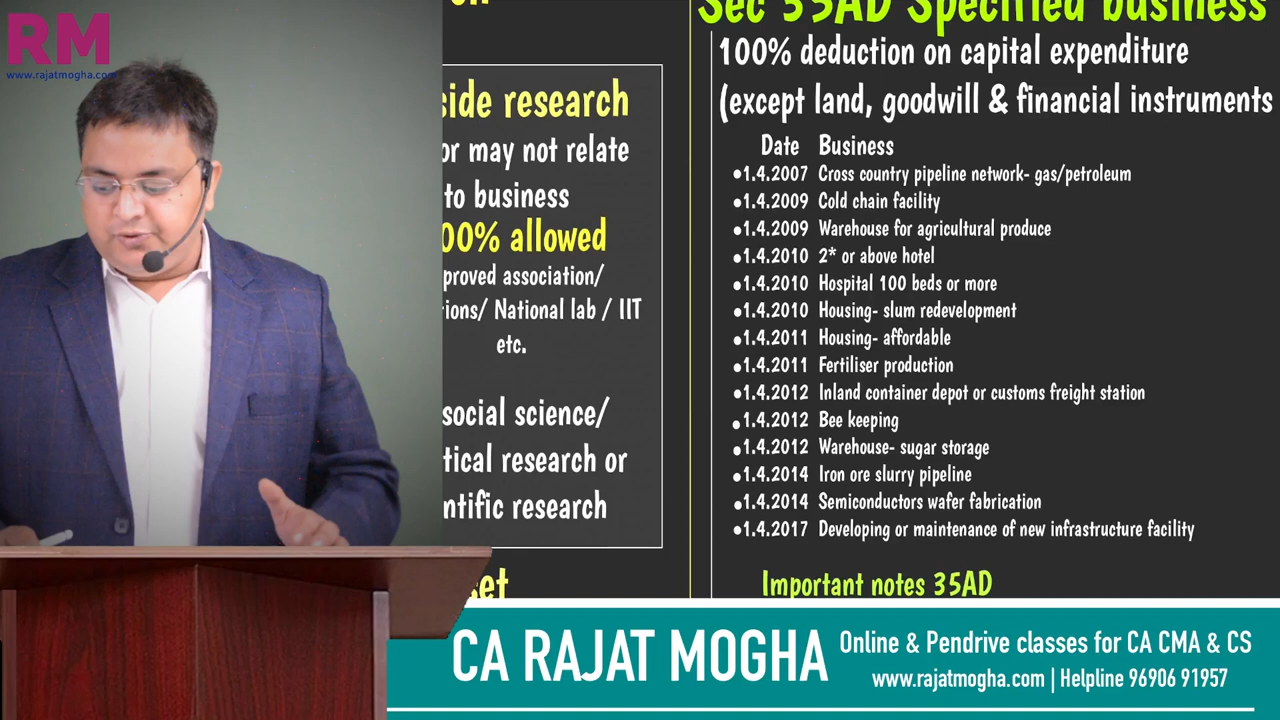 RM
www.rajatmogha.com
side research
or may not relate
to business
00% allowed
proved association/
ions/ National lab / IIT
etc.
social science/
tical research or
ntific research
set
Sec 35AD Specified business
100% deduction on capital expenditure
(except land, goodwill & financial instruments
Date Business
•1.4.2007 Cross country pipeline network- gas/petroleum
•1.4.2009 Cold chain facility
•1.4.2009 Warehouse for agricultural produce
•1.4.2010 2* or above hotel
•1.4.2010 Hospital 100 beds or more
•1.4.2010 Housing- slum redevelopment
•1.4.2011 Housing- affordable
•1.4.2011 Fertiliser production
•1.4.2012 Inland container depot or customs freight station
•1.4.2012 Bee keeping
•1.4.2012 Warehouse- sugar storage
•1.4.2014 Iron ore slurry pipeline
•1.4.2014 Semiconductors wafer fabrication
•1.4.2017 Developing or maintenance of new infrastructure facility
Important notes 35AD
CA RAJAT MOGHA
Online & Pendrive classes for CA CMA & CS
www.rajatmogha.com | Helpline 96906 91957